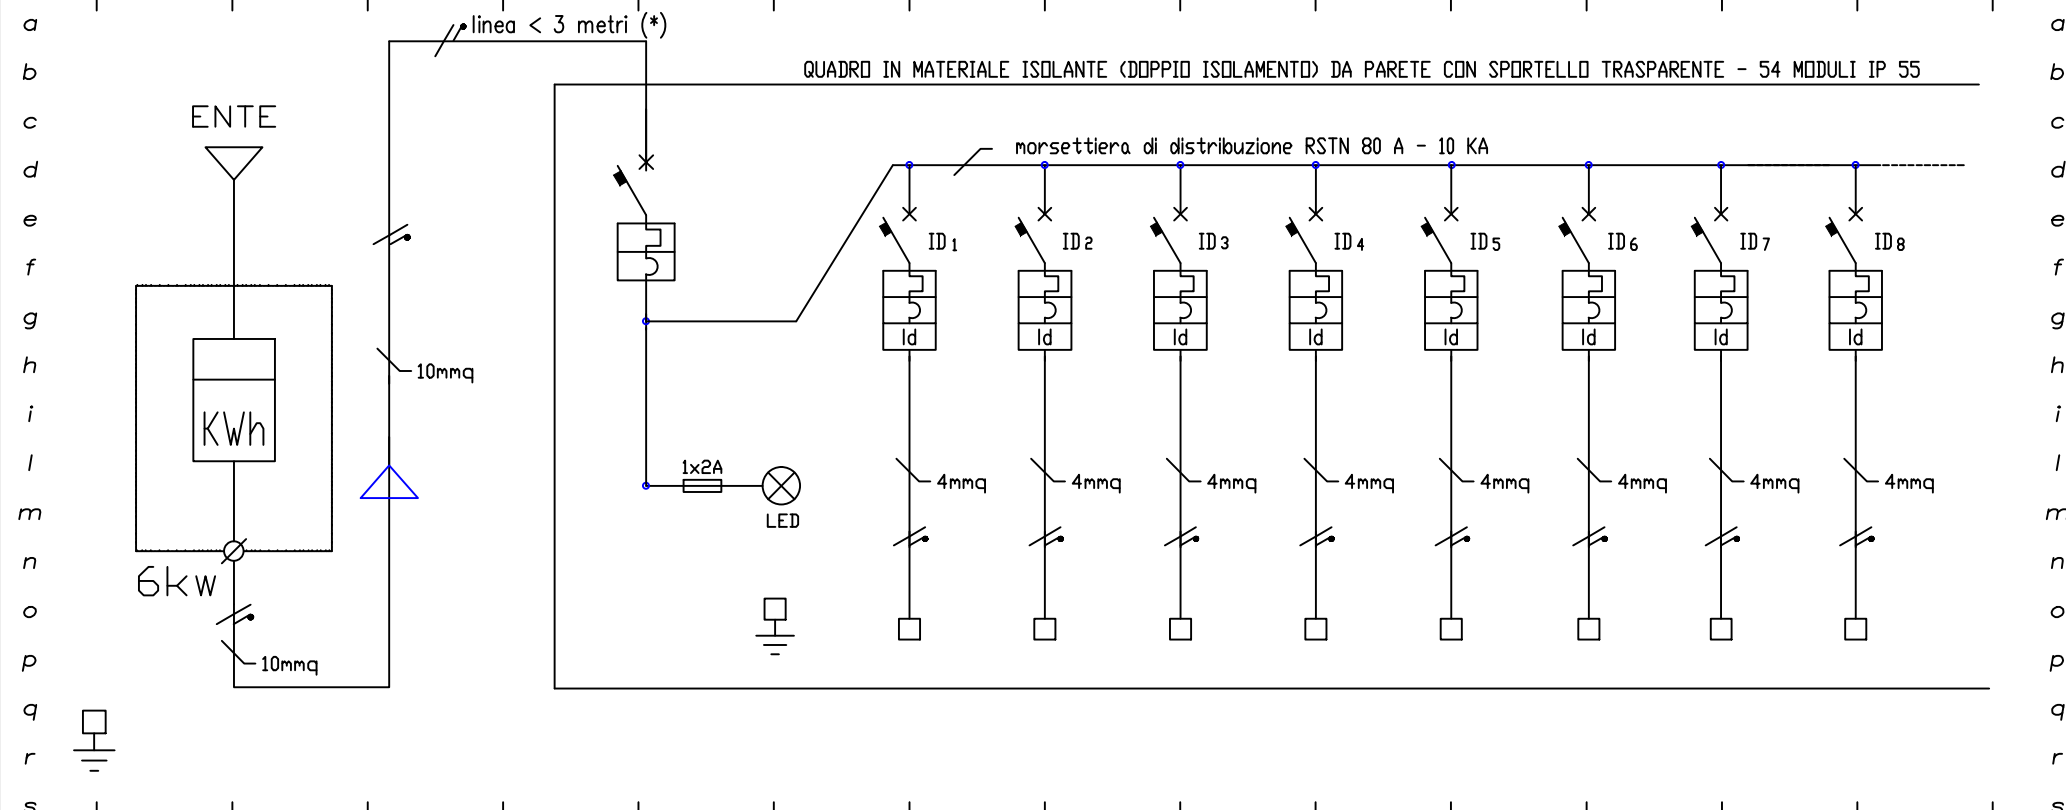 a a
linea < 3 metri (*)
b QUADRO IN MATERIALE ISOLANTE (DOPPIO ISOLAMENTO) DA PARETE CON SPORTELLO TRASPARENTE - 54 MODULI IP 55 b
ENTE
c c
morsettiera di distribuzione RSTN 80 A - 10 KA
d d
e e
ID1 ID2 ID3 ID4 ID5 ID6 ID7 ID8
f f
g g
Id Id Id Id Id Id Id Id
h h
10mmq
i i
KWh
l l
1x2A
4mmq 4mmq 4mmq 4mmq 4mmq 4mmq 4mmq 4mmq
m m
LED
n n
6kw
o o
p p
10mmq
q q
r r
s s